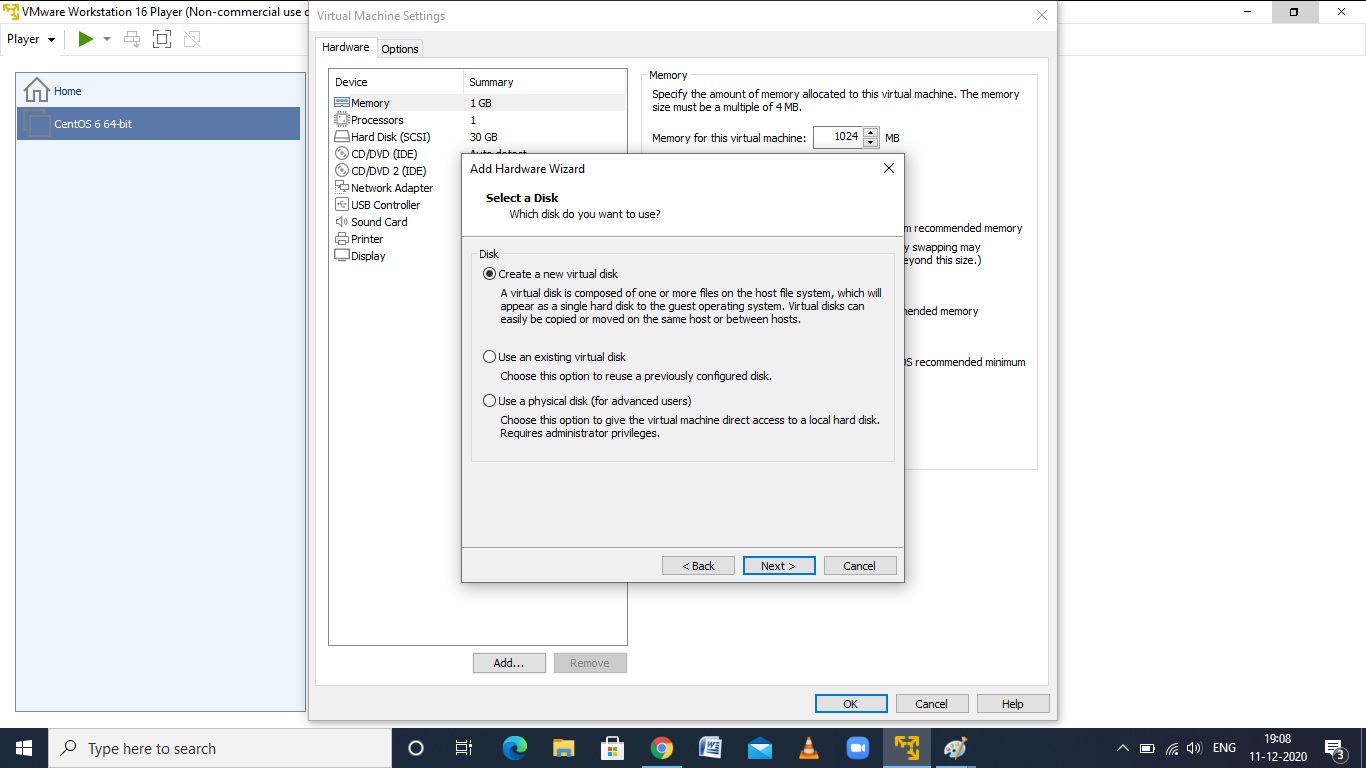 VMware Workstation 16 Player (Non-commercial use o
Player
Home
CentOS 6 64-bit
Virtual Machine Settings
Hardware
Options
Device Summary
Memory 1 GB
Processors 1
Hard Disk (SCSI) 30 GB
CD/DVD (IDE)
CD/DVD 2 (IDE)
Network Adapter
USB Controller
Sound Card
Printer
Display
Add...
Remove
Memory
Specify the amount of memory allocated to this virtual machine. The memory
size must be a multiple of 4 MB.
Memory for this virtual machine: 1024 MB
m recommended memory
y swapping may
eyond this size.)
ended memory
OS recommended minimum
Add Hardware Wizard
Select a Disk
Which disk do you want to use?
Disk
Create a new virtual disk
A virtual disk is composed of one or more files on the host file system, which will
appear as a single hard disk to the guest operating system. Virtual disks can
easily be copied or moved on the same host or between hosts.
Use an existing virtual disk
Choose this option to reuse a previously configured disk.
Use a physical disk (for advanced users)
Choose this option to give the virtual machine direct access to a local hard disk.
Requires administrator privileges.
< Back
Next >
Cancel
OK
Cancel
Help
Type here to search
ENG
19:08
11-12-2020
3